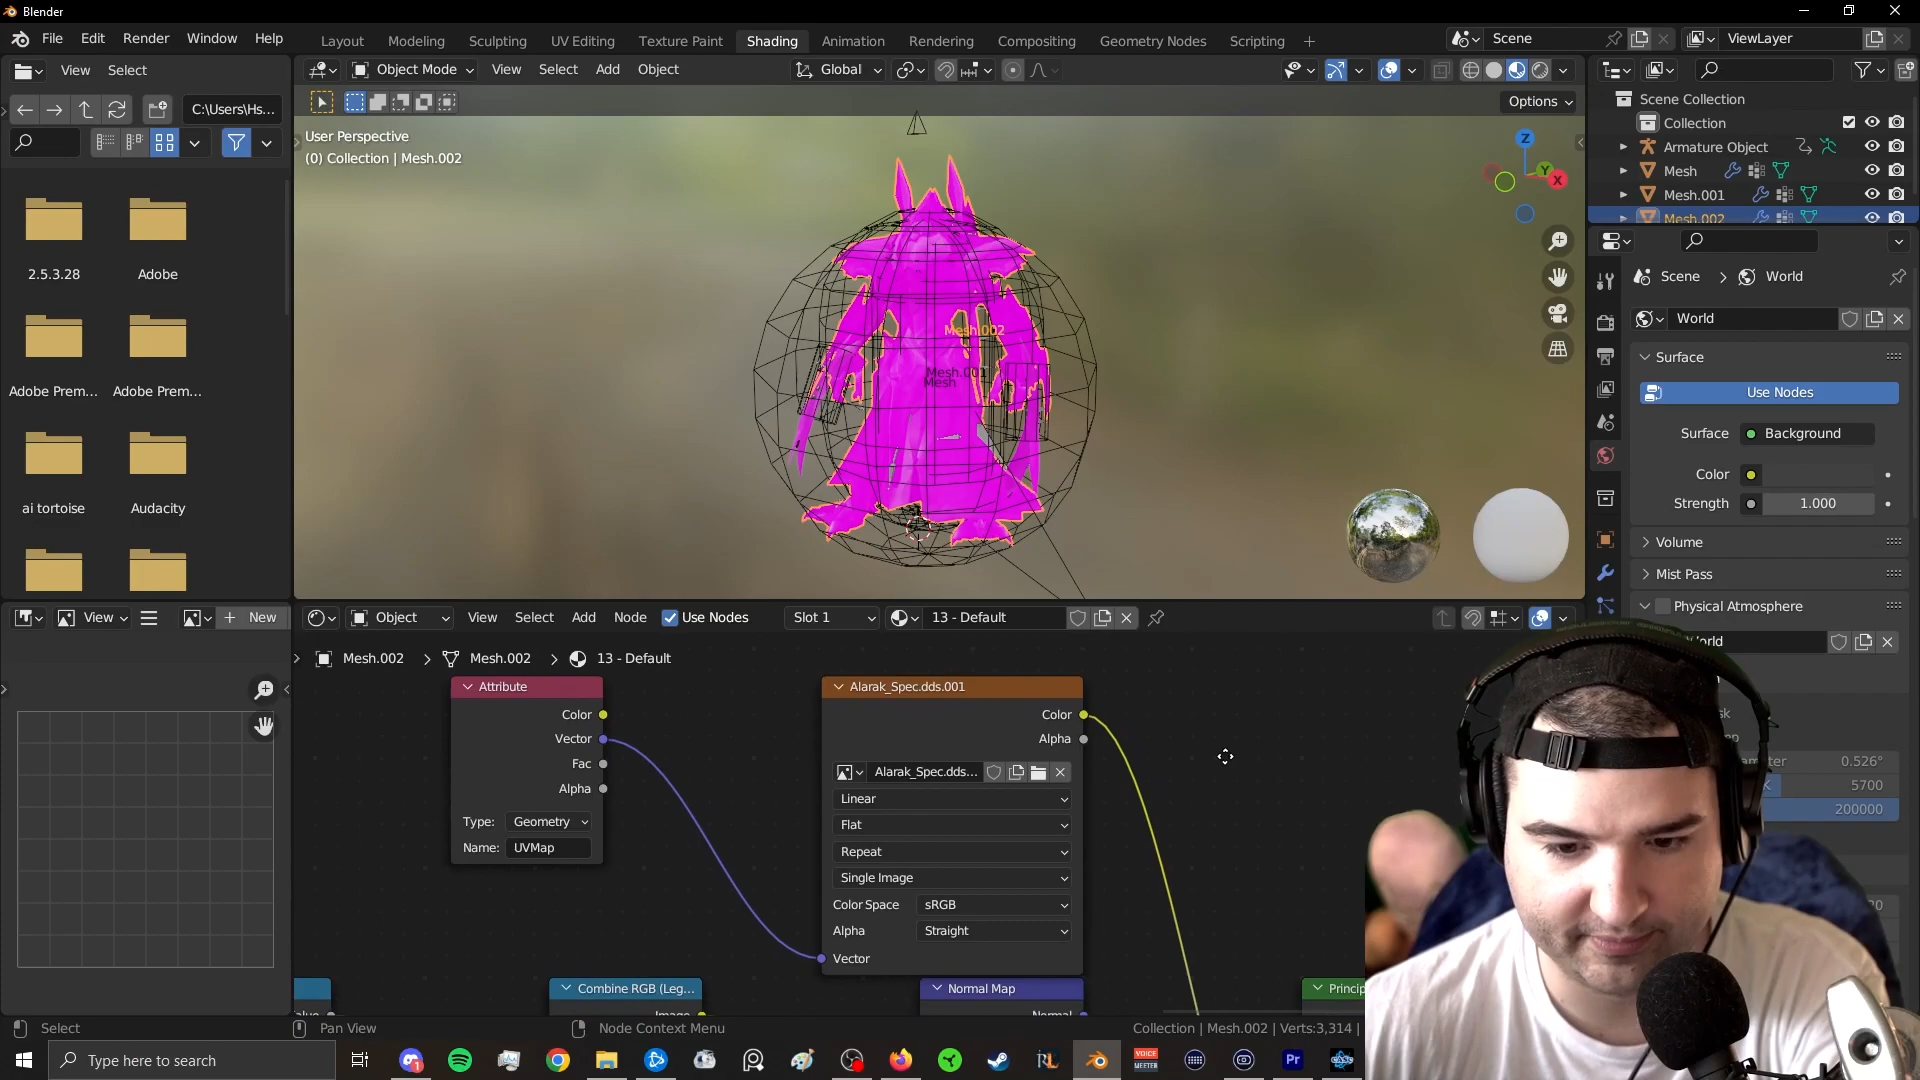 Blender
File Edit Render Window Help
Layout Modeling Sculpting UV Editing Texture Paint Shading Animation Rendering Compositing Geometry Nodes Scripting
Scene
ViewLayer
View Select
Object Mode View Select Add Object
Global
C:\Users\Hs...
Options
User Perspective
(0) Collection | Mesh.002
Z
Y
X
Mesh.002
Mesh.001
Mesh
2.5.3.28
Adobe
Adobe Prem...
Adobe Prem...
ai tortoise
Audacity
Scene Collection
Collection
Armature Object
Mesh
Mesh.001
Mesh.002
Scene > World
World
Surface
Use Nodes
Surface Background
Color
Strength 1.000
Volume
Mist Pass
Physical Atmosphere
World
0.526°
5700
200000
View
New
Object View Select Add Node Use Nodes Slot 1 13 - Default
Mesh.002 > Mesh.002 > 13 - Default
Attribute
Color
Vector
Fac
Alpha
Type: Geometry
Name: UVMap
Alarak_Spec.dds.001
Color
Alpha
Alarak_Spec.dds...
Linear
Flat
Repeat
Single Image
Color Space sRGB
Alpha Straight
Vector
Combine RGB (Leg...
Normal Map
Princip
Normal
Select
Pan View
Node Context Menu
Collection | Mesh.002 | Verts:3,314 |
Type here to search
VOICE
MEETER
Pr